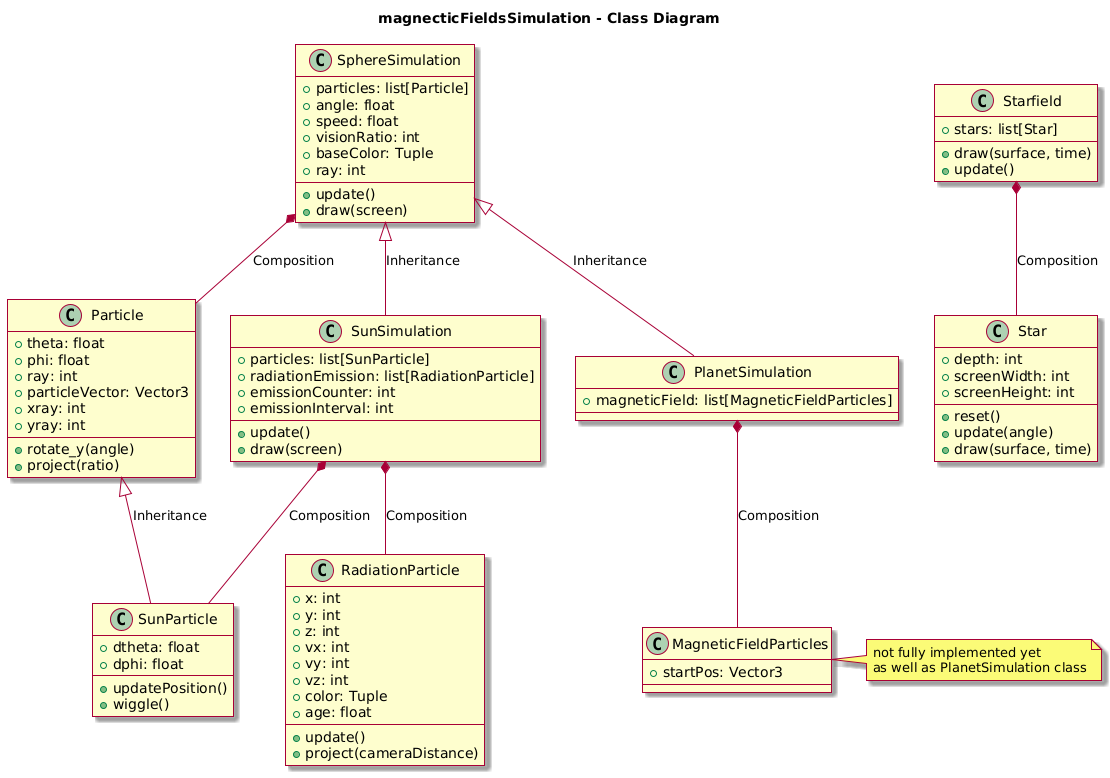 magnecticFieldsSimulation - Class Diagram
C SphereSimulation
particles: list[Particle]
angle: float
speed: float
visionRatio: int
baseColor: Tuple
ray: int
update()
draw(screen)
C Starfield
stars: list[Star]
draw(surface, time)
update()
Composition
Inheritance
Inheritance
Composition
C Particle
theta: float
phi: float
ray: int
particleVector: Vector3
xray: int
yray: int
rotate_y(angle)
project(ratio)
C SunSimulation
particles: list[SunParticle]
radiationEmission: list[RadiationParticle]
emissionCounter: int
emissionInterval: int
update()
draw(screen)
C PlanetSimulation
magneticField: list[MagneticFieldParticles]
C Star
depth: int
screenWidth: int
screenHeight: int
reset()
update(angle)
draw(surface, time)
Inheritance
Composition
Composition
Composition
C SunParticle
dtheta: float
dphi: float
updatePosition()
wiggle()
C RadiationParticle
x: int
y: int
z: int
vx: int
vy: int
vz: int
color: Tuple
age: float
update()
project(cameraDistance)
C MagneticFieldParticles
startPos: Vector3
not fully implemented yet
as well as PlanetSimulation class